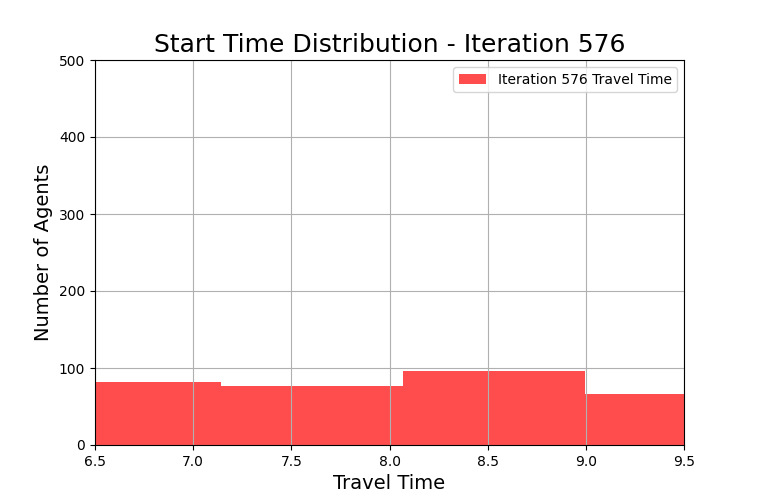 Start Time Distribution - Iteration 576
Iteration 576 Travel Time
Number of Agents
500
400
300
200
100
0
6.5 7.0 7.5 8.0 8.5 9.0 9.5
Travel Time